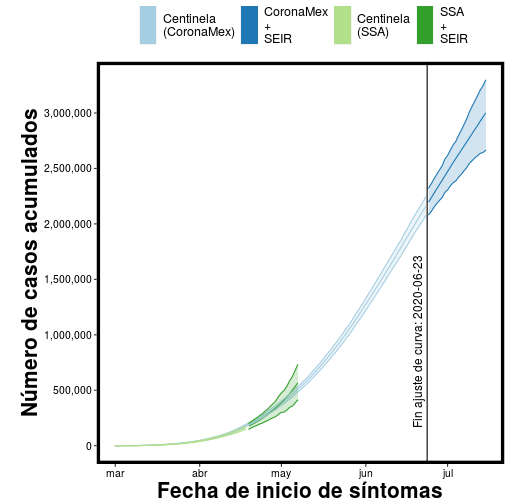 Centinela
(CoronaMex)
CoronaMex
+
SEIR
Centinela
(SSA)
SSA
+
SEIR
Número de casos acumulados
3,000,000
2,500,000
2,000,000
1,500,000
1,000,000
500,000
0
Fin ajuste de curva: 2020-06-23
mar
abr
may
jun
jul
Fecha de inicio de síntomas